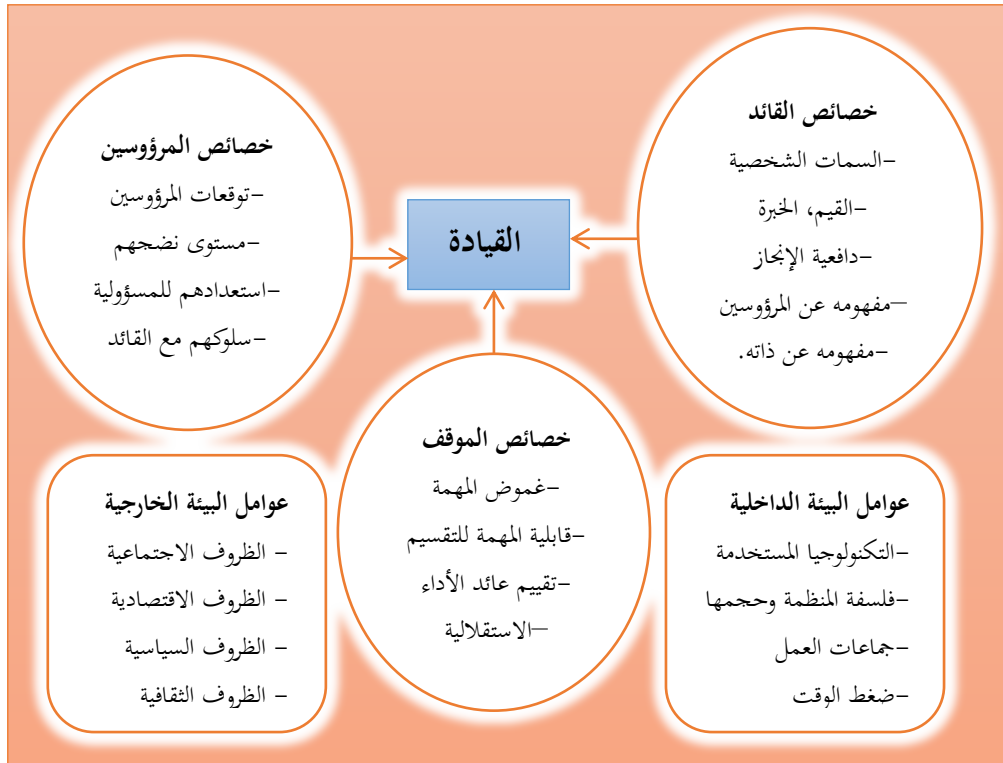 خصائص القائد
-السمات الشخصية
-القيم، الخبرة
-دافعية الإنجاز
-مفهومه عن المرؤوسين
-مفهومه عن ذاته.
القيادة
خصائص المرؤوسين
-توقعات المرؤوسين
-مستوى نضجهم
-استعدادهم للمسؤولية
-سلوكهم مع القائد
خصائص الموقف
-غموض المهمة
-قابلية المهمة للتقسيم
-تقييم عائد الأداء
-الاستقلالية
عوامل البيئة الداخلية
-التكنولوجيا المستخدمة
-فلسفة المنظمة وحجمها
-جماعات العمل
-ضغط الوقت
عوامل البيئة الخارجية
- الظروف الاجتماعية
- الظروف الاقتصادية
- الظروف السياسية
- الظروف الثقافية